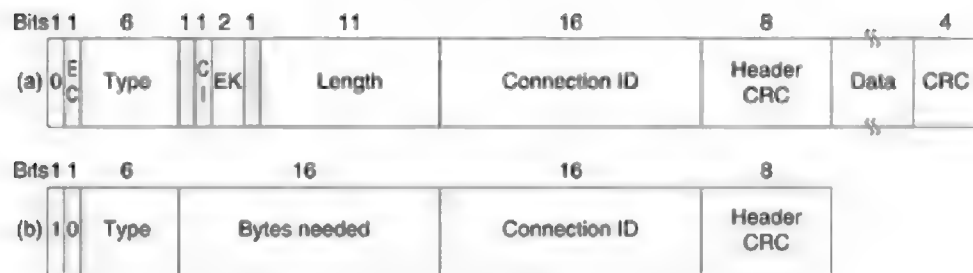 Bits 1 1 6 1 1 2 1 11 16 8 4
(a) 0 EC Type CI EK Length Connection ID Header CRC Data CRC
Bits 1 1 6 16 16 8
(b) 1 0 Type Bytes needed Connection ID Header CRC